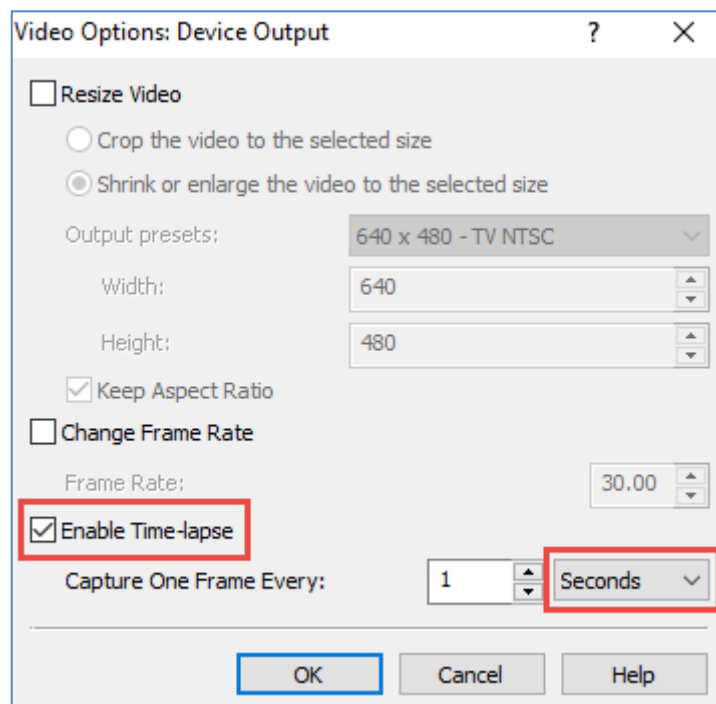 Video Options: Device Output ?
Resize Video
Crop the video to the selected size
Shrink or enlarge the video to the selected size
Output presets: 640 x 480 - TV NTSC
Width: 640
Height: 480
Keep Aspect Ratio
Change Frame Rate
Frame Rate: 30.00
Enable Time-lapse
Capture One Frame Every: 1 Seconds
OK Cancel Help